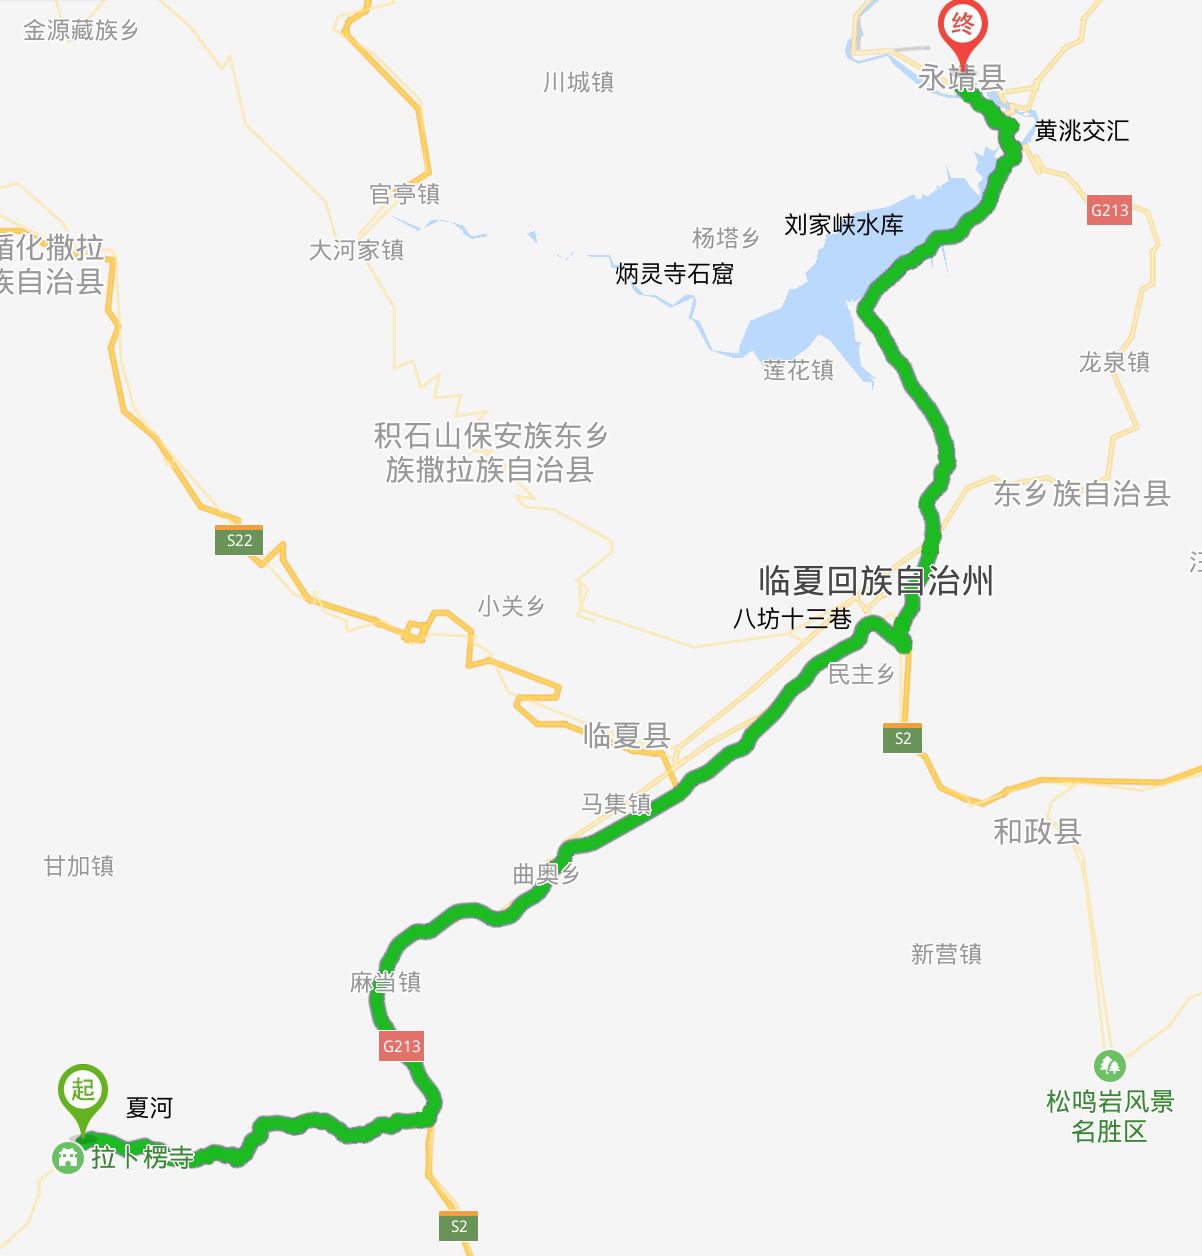 金源藏族乡
终
川城镇
永靖县
黄洮交汇
官亭镇
G213
刘家峡水库
杨塔乡
循化撒拉
族自治县
大河家镇
炳灵寺石窟
莲花镇
龙泉镇
积石山保安族东乡
族撒拉族自治县
东乡族自治县
S22
临夏回族自治州
小关乡
八坊十三巷
民主乡
临夏县
S2
马集镇
和政县
甘加镇
曲奥乡
新营镇
麻当镇
G213
起
夏河
松鸣岩风景
名胜区
拉卜楞寺
S2